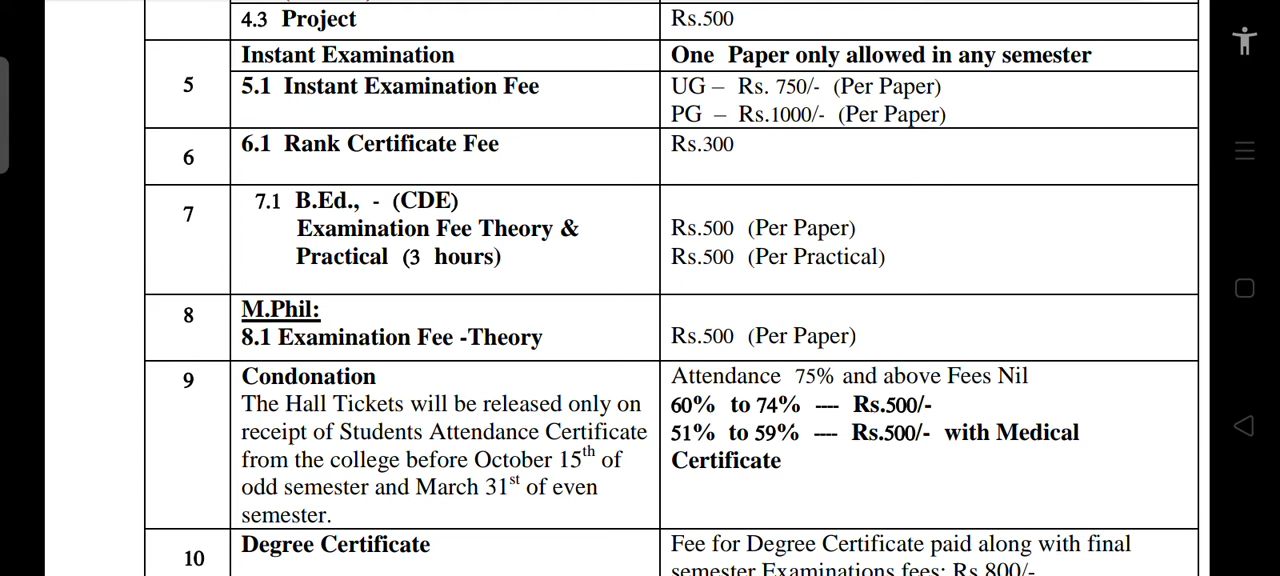 4.3 Project Rs.500
Instant Examination One Paper only allowed in any semester
5
5.1 Instant Examination Fee UG – Rs. 750/- (Per Paper)
PG – Rs.1000/- (Per Paper)
6
6.1 Rank Certificate Fee Rs.300
7
7.1 B.Ed., - (CDE)
Examination Fee Theory & Rs.500 (Per Paper)
Practical (3 hours) Rs.500 (Per Practical)
8
M.Phil:
8.1 Examination Fee -Theory Rs.500 (Per Paper)
9
Condonation
The Hall Tickets will be released only on
receipt of Students Attendance Certificate
from the college before October 15th of
odd semester and March 31st of even
semester.
Attendance 75% and above Fees Nil
60% to 74% ---- Rs.500/-
51% to 59% ---- Rs.500/- with Medical
Certificate
10
Degree Certificate
Fee for Degree Certificate paid along with final
semester Examinations fees: Rs.800/-